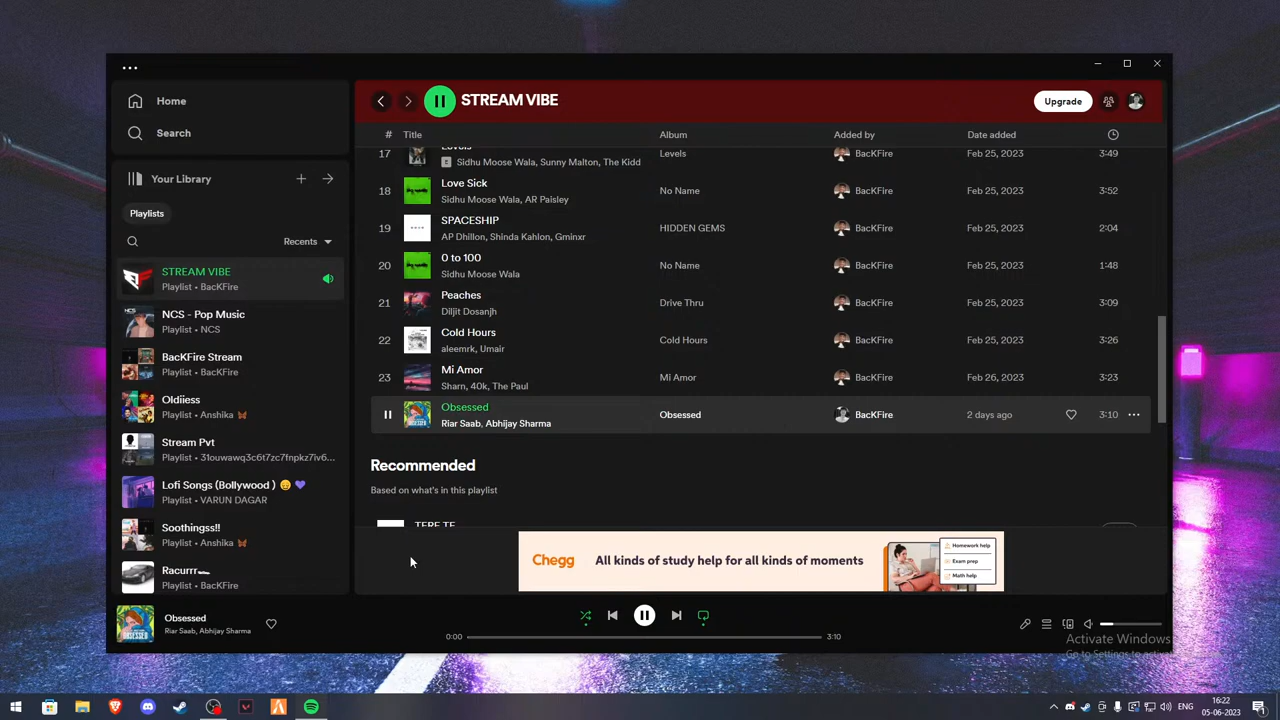 Home
Search
Your Library
Playlists
Recents
STREAM VIBE
Playlist • BacKFire
NCS - Pop Music
Playlist • NCS
BacKFire Stream
Playlist • BacKFire
Oldiiess
Playlist • Anshika 🦋
Stream Pvt
31ouwawq3c6t7zc7fnpkz7iv6...
Lofi Songs (Bollywood ) 😄 💜
Playlist • VARUN DAGAR
Soothingss!!
Playlist • Anshika 🦋
Racurrr
Playlist • BacKFire
STREAM VIBE
Upgrade
# Title Album Added by Date added
17 Levels Levels BacKFire Feb 25, 2023 3:49
E Sidhu Moose Wala, Sunny Malton, The Kidd
18 Love Sick No Name BacKFire Feb 25, 2023 3:52
Sidhu Moose Wala, AR Paisley
19 SPACESHIP HIDDEN GEMS BacKFire Feb 25, 2023 2:04
AP Dhillon, Shinda Kahlon, Gminxr
20 0 to 100 No Name BacKFire Feb 25, 2023 1:48
Sidhu Moose Wala
21 Peaches Drive Thru BacKFire Feb 25, 2023 3:09
Diljit Dosanjh
22 Cold Hours Cold Hours BacKFire Feb 25, 2023 3:26
aleemrk, Umair
23 Mi Amor Mi Amor BacKFire Feb 26, 2023 3:23
Sharn, 40k, The Paul
Obsessed Obsessed BacKFire 2 days ago 3:10
Riar Saab, Abhijay Sharma
Recommended
Based on what's in this playlist
TERE TE
Chegg All kinds of study help for all kinds of moments
Homework help
Exam prep
Math help
OBSESSED
Obsessed
Riar Saab, Abhijay Sharma
0:00 3:10
Activate Windows
Go to Settings to activa
ENG
16:22
05-06-2023